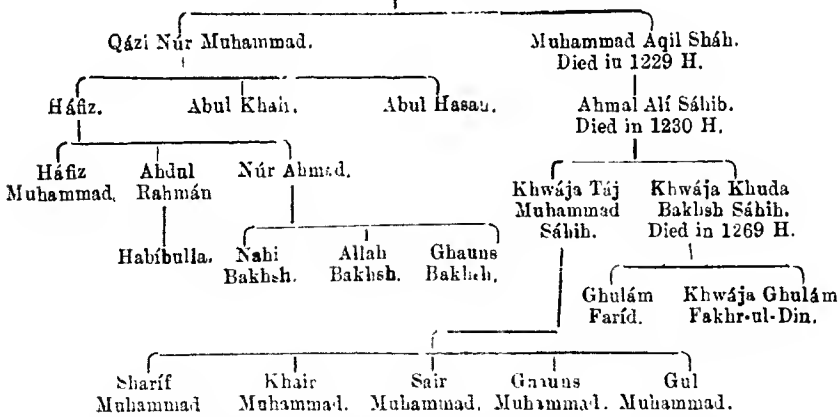 Qázi Núr Muhammad.
Muhammad Aqil Sháh.
Died in 1229 H.
Háfiz.
Abul Khair.
Abul Hasan.
Ahmal Alí Sáhib.
Died in 1230 H.
Háfiz
Muhammad.
Abdul
Rahmán
Núr Ahmad.
Khwája Táj
Muhammad
Sáhib.
Khwája Khuda
Bakhsh Sáhib.
Died in 1269 H.
Habíbulla.
Nabi
Bakhsh.
Allah
Bakhsh.
Ghauns
Bakhsh.
Ghulám
Faríd.
Khwája Ghulám
Fakhr-ul-Din.
Sharíf
Muhammad
Khair
Muhammad.
Sair
Muhammad.
Ghauns
Muhammad.
Gul
Muhammad.